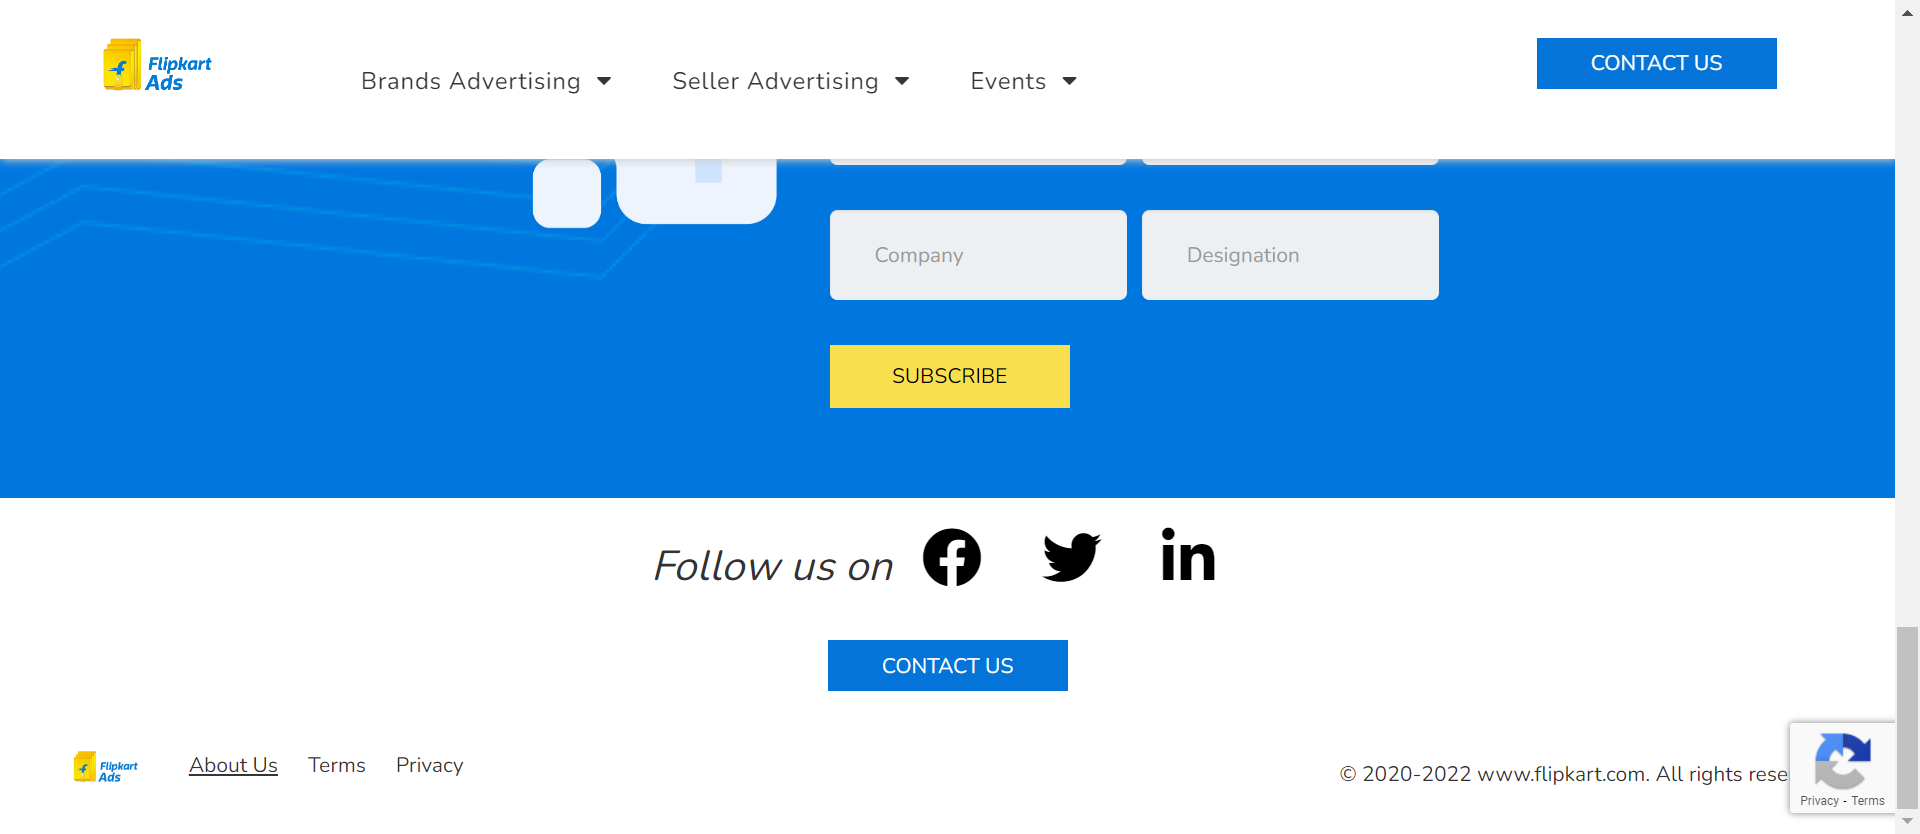 Flipkart
Ads
Brands Advertising
Seller Advertising
Events
CONTACT US
Company
Designation
SUBSCRIBE
Follow us on
CONTACT US
Flipkart
Ads
About Us
Terms
Privacy
© 2020-2022 www.flipkart.com. All rights rese
Privacy - Terms